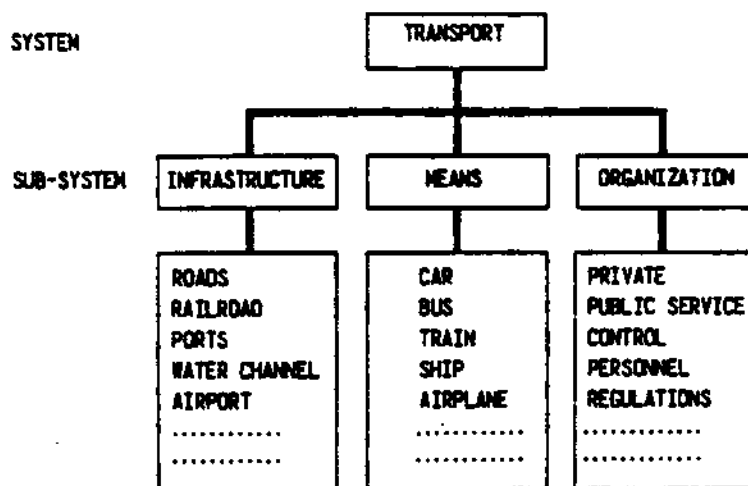 SYSTEM
TRANSPORT
SUB-SYSTEM
INFRASTRUCTURE
MEANS
ORGANIZATION
ROADS
RAILROAD
PORTS
WATER CHANNEL
AIRPORT
............
............
CAR
BUS
TRAIN
SHIP
AIRPLANE
............
............
PRIVATE
PUBLIC SERVICE
CONTROL
PERSONNEL
REGULATIONS
............
............